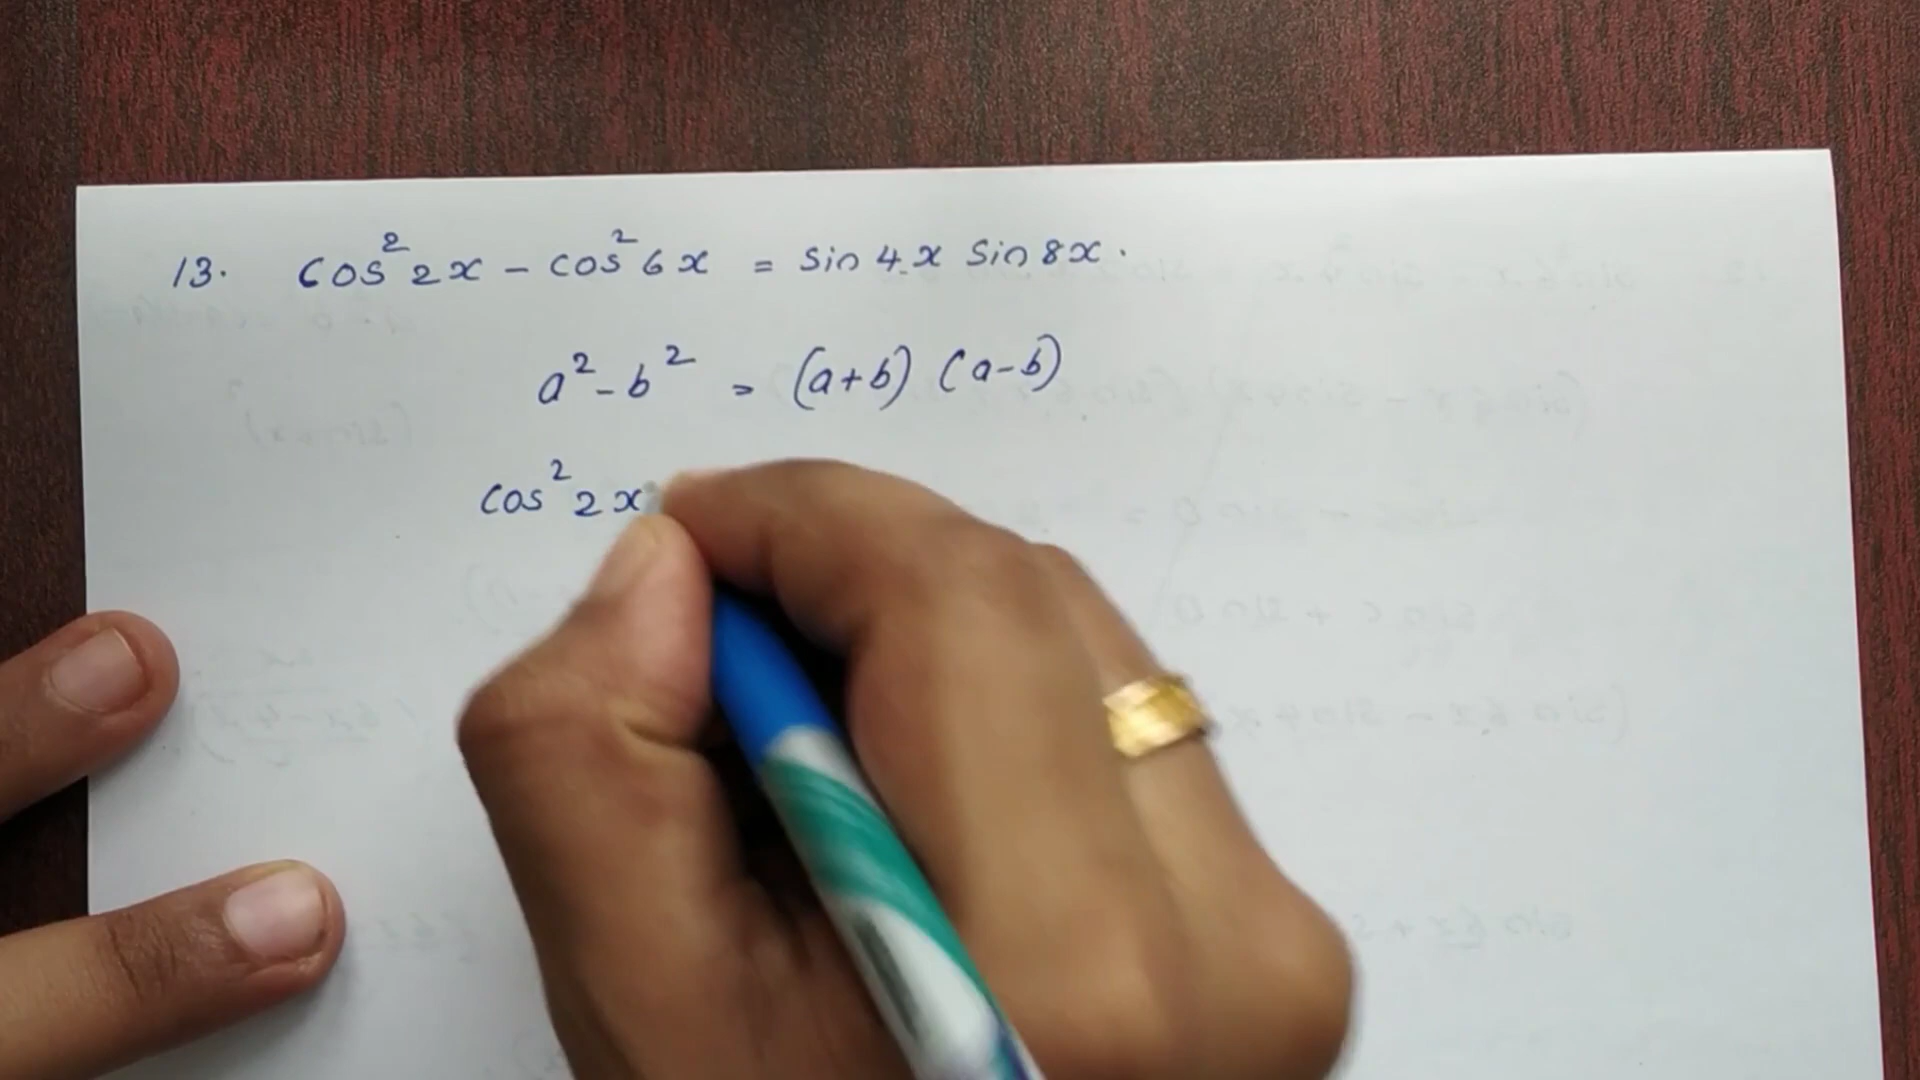 13. cos²2x - cos²6x = sin 4x sin 8x.
a² - b² = (a+b) (a-b)
cos²2x